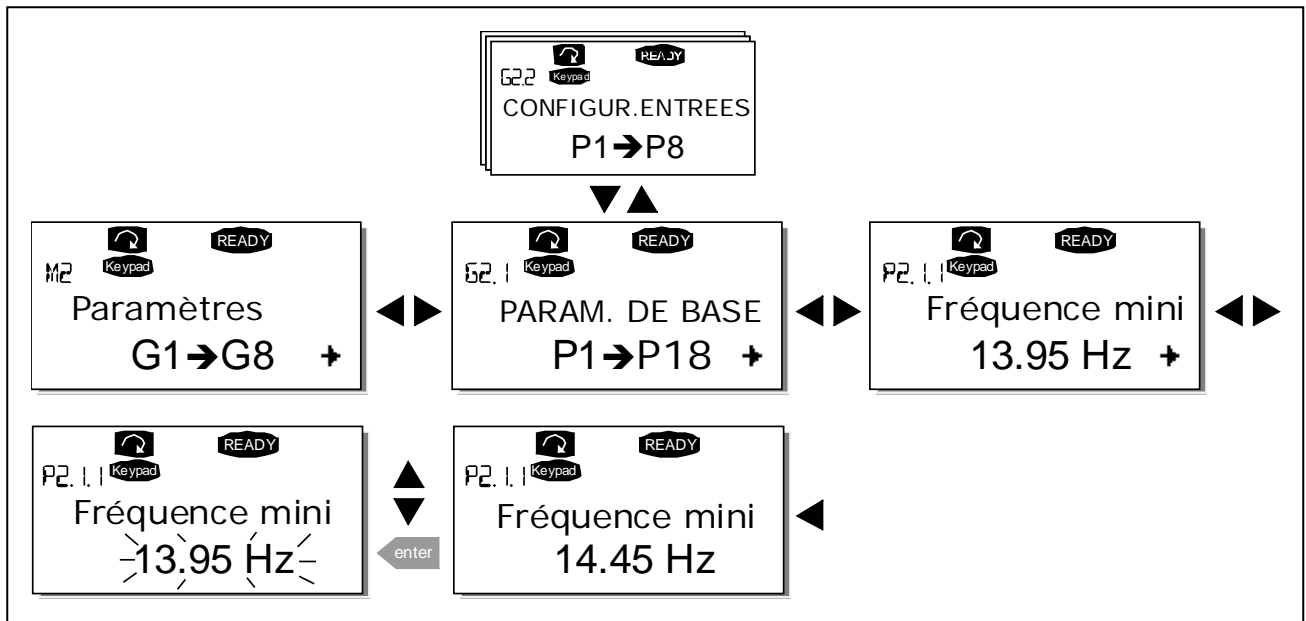 READY
G2.2 Keypad
CONFIGUR.ENTREES
P1➔P8
READY
M2 Keypad
Paramètres
G1➔G8
READY
G2.1 Keypad
PARAM. DE BASE
P1➔P18
READY
P2.1.1 Keypad
Fréquence mini
13.95 Hz
READY
P2.1.1 Keypad
Fréquence mini
13.95 Hz
enter
READY
P2.1.1 Keypad
Fréquence mini
14.45 Hz